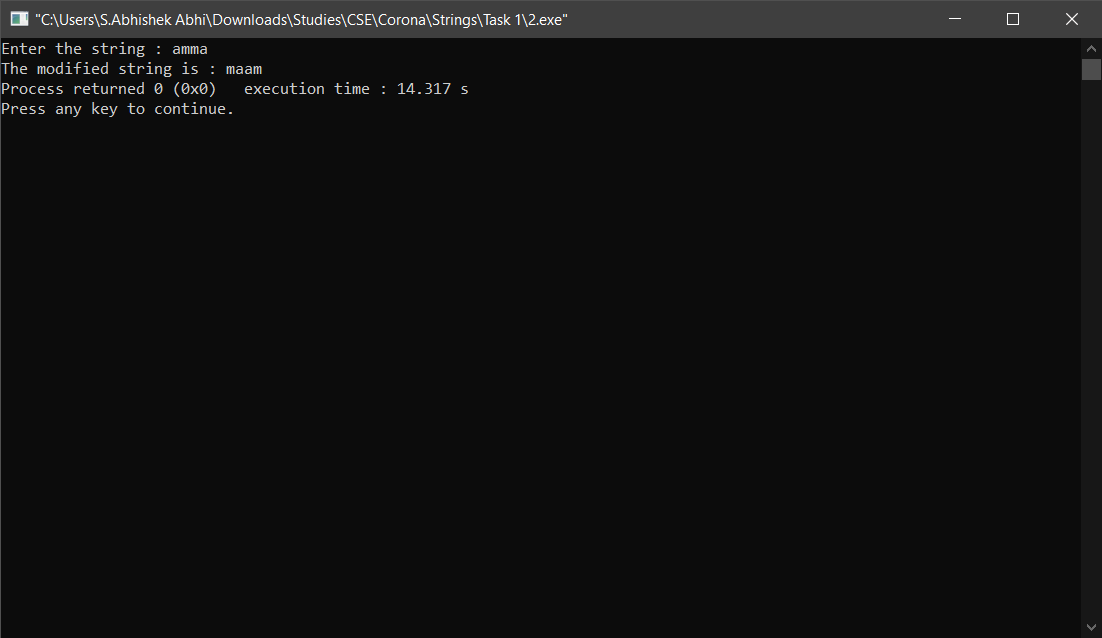 "C:\Users\S.Abhishek Abhi\Downloads\Studies\CSE\Corona\Strings\Task 1\2.exe"
Enter the string : amma
The modified string is : maam
Process returned 0 (0x0)   execution time : 14.317 s
Press any key to continue.